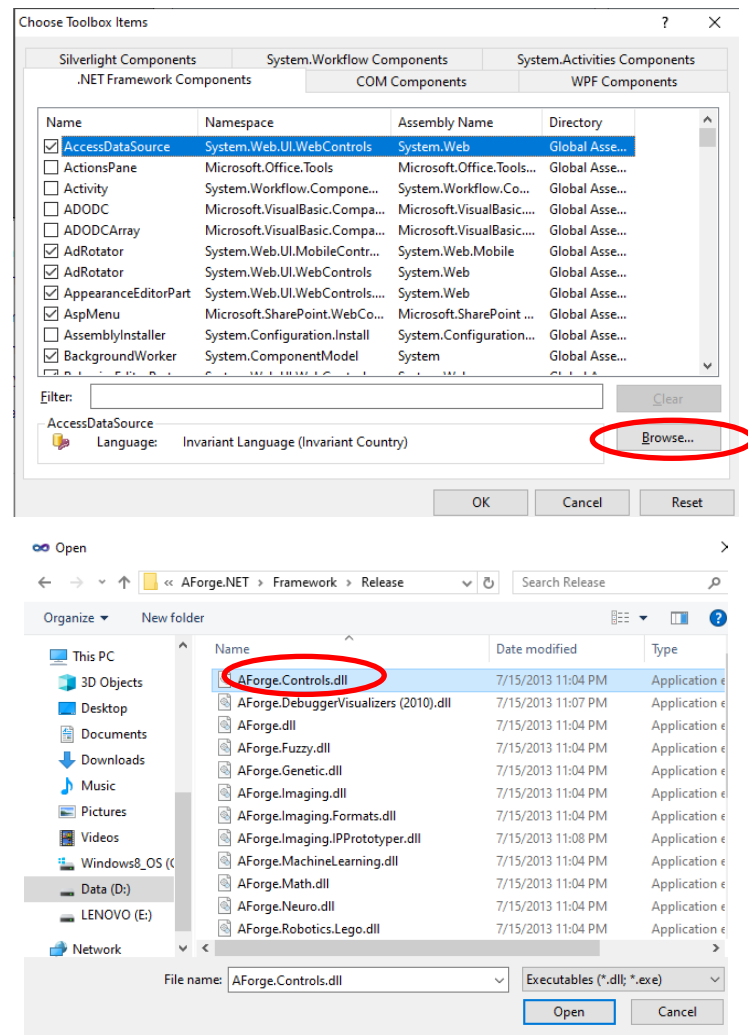 Choose Toolbox Items ?
Silverlight Components System.Workflow Components System.Activities Components
.NET Framework Components COM Components WPF Components
Name Namespace Assembly Name Directory
AccessDataSource System.Web.UI.WebControls System.Web Global Asse...
ActionsPane Microsoft.Office.Tools Microsoft.Office.Tools... Global Asse...
Activity System.Workflow.Compone... System.Workflow.Co... Global Asse...
ADODC Microsoft.VisualBasic.Compa... Microsoft.VisualBasic.... Global Asse...
ADODCArray Microsoft.VisualBasic.Compa... Microsoft.VisualBasic.... Global Asse...
AdRotator System.Web.UI.MobileContr... System.Web.Mobile Global Asse...
AdRotator System.Web.UI.WebControls System.Web Global Asse...
AppearanceEditorPart System.Web.UI.WebControls.... System.Web Global Asse...
AspMenu Microsoft.SharePoint.WebCo... Microsoft.SharePoint ... Global Asse...
AssemblyInstaller System.Configuration.Install System.Configuration... Global Asse...
BackgroundWorker System.ComponentModel System Global Asse...
Filter: Clear
AccessDataSource
Language: Invariant Language (Invariant Country) Browse...
OK Cancel Reset
Open
« AForge.NET > Framework > Release Search Release
Organize New folder
Name Date modified Type
This PC
AForge.Controls.dll 7/15/2013 11:04 PM Application e
3D Objects
AForge.DebuggerVisualizers (2010).dll 7/15/2013 11:07 PM Application e
Desktop
AForge.dll 7/15/2013 11:04 PM Application e
Documents
AForge.Fuzzy.dll 7/15/2013 11:04 PM Application e
Downloads
AForge.Genetic.dll 7/15/2013 11:04 PM Application e
Music
AForge.Imaging.dll 7/15/2013 11:04 PM Application e
Pictures
AForge.Imaging.Formats.dll 7/15/2013 11:04 PM Application e
Videos
AForge.Imaging.IPPrototyper.dll 7/15/2013 11:08 PM Application e
Windows8_OS (C
AForge.MachineLearning.dll 7/15/2013 11:04 PM Application e
Data (D:)
AForge.Math.dll 7/15/2013 11:04 PM Application e
LENOVO (E:)
AForge.Neuro.dll 7/15/2013 11:04 PM Application e
AForge.Robotics.Lego.dll 7/15/2013 11:04 PM Application e
Network
File name: AForge.Controls.dll Executables (*.dll; *.exe)
Open Cancel